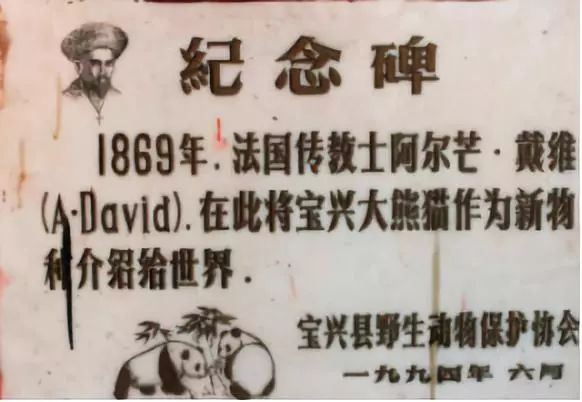 紀念碑
1869年.法国传教士阿尔芒·戴维
(A·David).在此将宝兴大熊猫作为新物
种介绍给世界.
宝兴县野生动物保护协会
一九九四年 六月